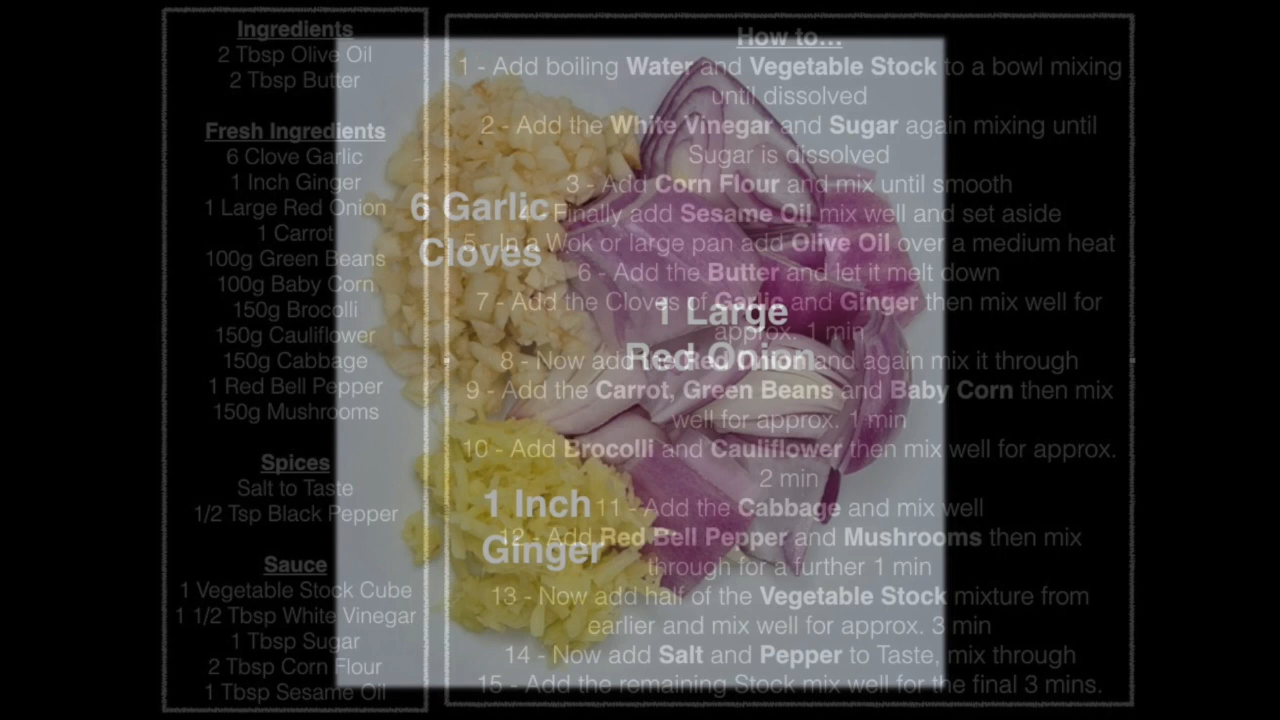 Ingredients
2 Tbsp Olive Oil
2 Tbsp Butter
Fresh Ingredients
6 Clove Garlic
1 Inch Ginger
1 Large Red Onion
1 Carrot
100g Green Beans
100g Baby Corn
150g Brocolli
150g Cauliflower
150g Cabbage
1 Red Bell Pepper
150g Mushrooms
Spices
Salt to Taste
1/2 Tsp Black Pepper
Sauce
1 Vegetable Stock Cube
1 1/2 Tbsp White Vinegar
1 Tbsp Sugar
2 Tbsp Corn Flour
1 Tbsp Sesame Oil
How to...
1 - Add boiling Water and Vegetable Stock to a bowl mixing
until dissolved
2 - Add the White Vinegar and Sugar again mixing until
Sugar is dissolved
3 - Add Corn Flour and mix until smooth
4 - Finally add Sesame Oil mix well and set aside
5 - In a Wok or large pan add Olive Oil over a medium heat
6 - Add the Butter and let it melt down
7 - Add the Cloves of Garlic and Ginger then mix well for
approx. 1 min
8 - Now add the Red Onion and again mix it through
9 - Add the Carrot, Green Beans and Baby Corn then mix
well for approx. min
10 - Add Brocolli and Cauliflower then mix well for approx.
2 min
11 - Add the Cabbage and mix well
12 - Add Red Bell Pepper and Mushrooms then mix
through for a further 1 min
13 - Now add half of the Vegetable Stock mixture from
earlier and mix well for approx. 3 min
14 - Now add Salt and Pepper to Taste, mix through
15 - Add the remaining Stock mix well for the final 3 mins.
6 Garlic
Cloves
1 Large
Red Onion
1 Inch
Ginger